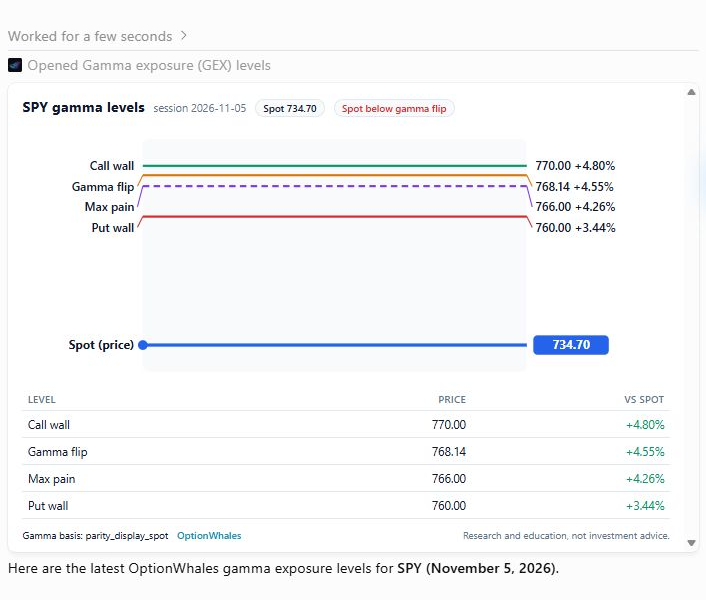 Worked for a few seconds >
Opened Gamma exposure (GEX) levels
SPY gamma levels session 2026-11-05 Spot 734.70 Spot below gamma flip
Call wall 770.00 +4.80%
Gamma flip 768.14 +4.55%
Max pain 766.00 +4.26%
Put wall 760.00 +3.44%
Spot (price) 734.70
LEVEL PRICE VS SPOT
Call wall 770.00 +4.80%
Gamma flip 768.14 +4.55%
Max pain 766.00 +4.26%
Put wall 760.00 +3.44%
Gamma basis: parity_display_spot OptionWhales Research and education, not investment advice.
Here are the latest OptionWhales gamma exposure levels for SPY (November 5, 2026).